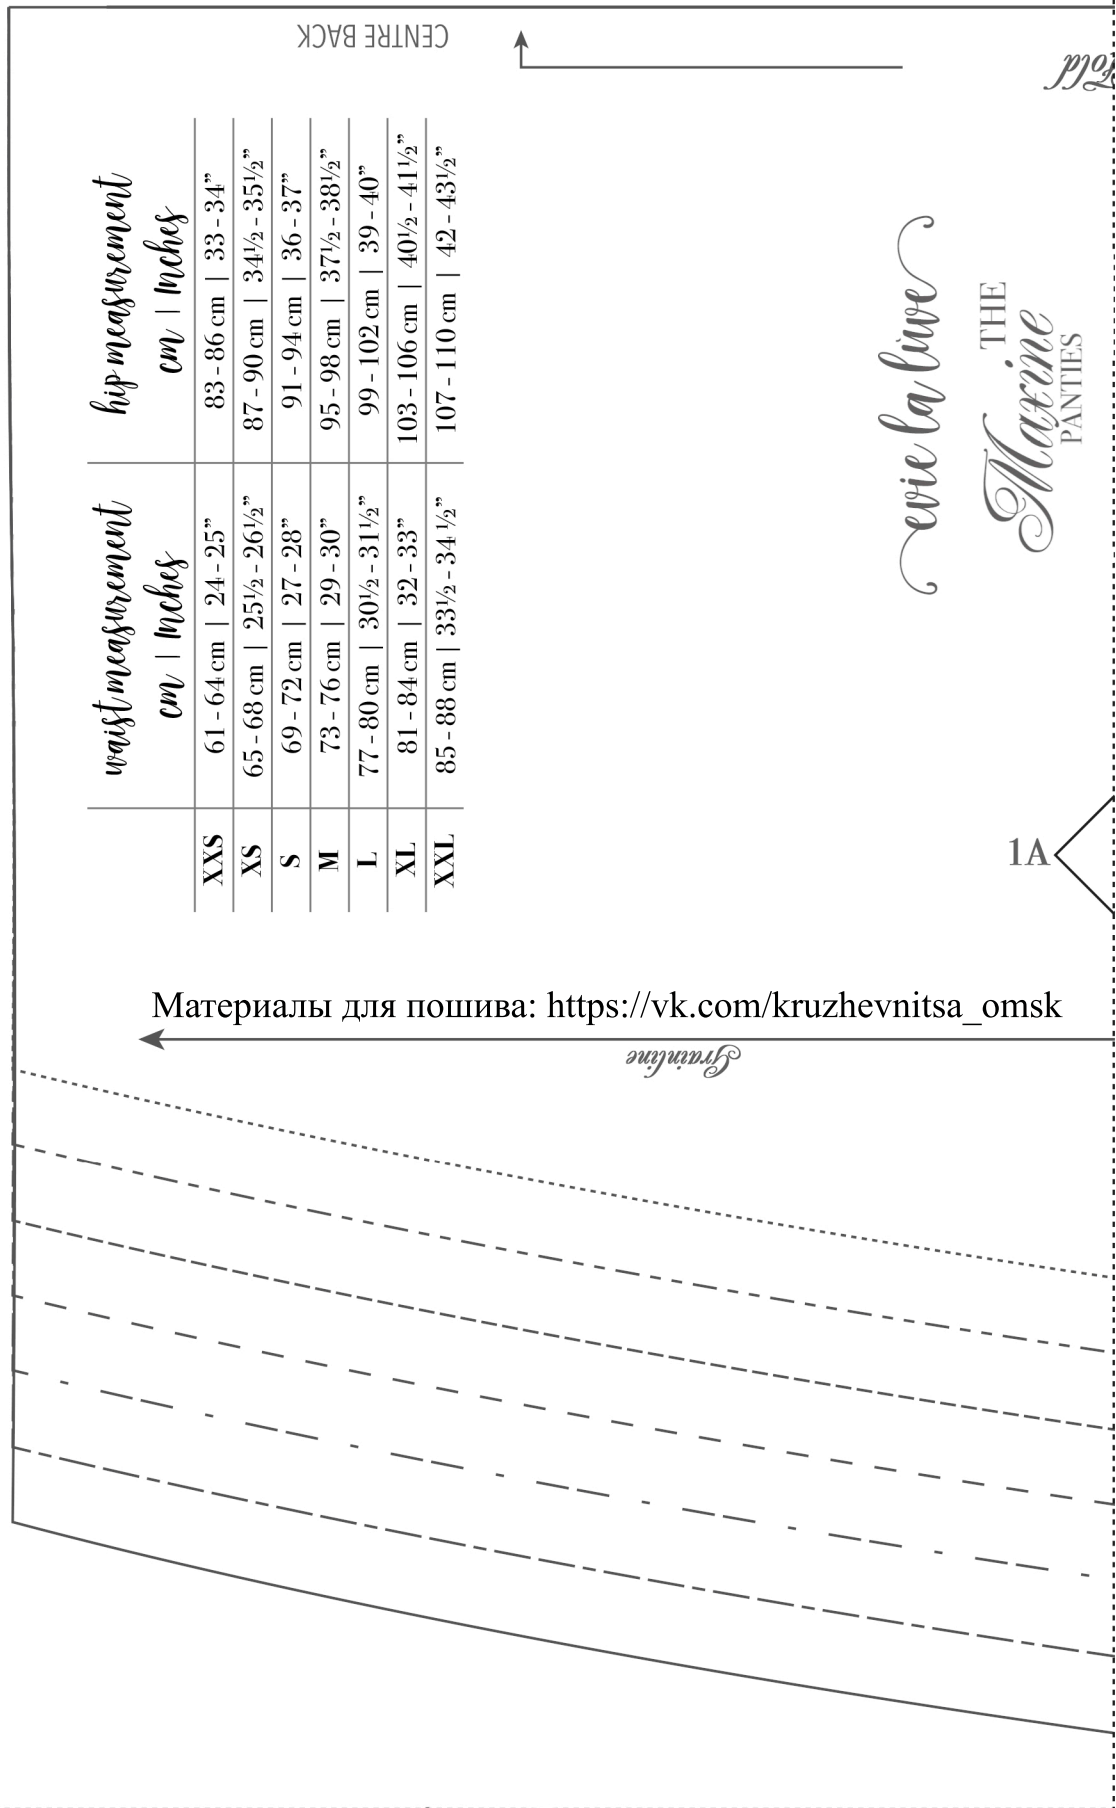 CENTRE BACK
Fold
waist measurement hip measurement
cm | Inches cm | Inches
XXS 61 - 64 cm | 24 - 25” 83 - 86 cm | 33 - 34”
XS 65 - 68 cm | 25½ - 26½” 87 - 90 cm | 34½ - 35½”
S 69 - 72 cm | 27 - 28” 91 - 94 cm | 36 - 37”
M 73 - 76 cm | 29 - 30” 95 - 98 cm | 37½ - 38½”
L 77 - 80 cm | 30½ - 31½” 99 - 102 cm | 39 - 40”
XL 81 - 84 cm | 32 - 33” 103 - 106 cm | 40½ - 41½”
XXL 85 - 88 cm | 33½ - 34 ½” 107 - 110 cm | 42 - 43½”
evie la lùve
THE
Maxine
PANTIES
1A
Материалы для пошива: https://vk.com/kruzhevnitsa_omsk
Grainline